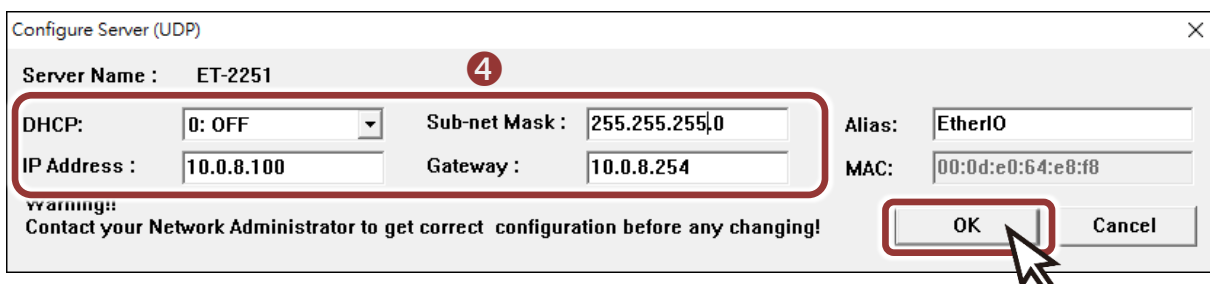 Configure Server (UDP)
Server Name : ET-2251
4
DHCP: 0: OFF Sub-net Mask : 255.255.255.0 Alias: EtherIO
IP Address : 10.0.8.100 Gateway : 10.0.8.254 MAC: 00:0d:e0:64:e8:f8
Warning!!
Contact your Network Administrator to get correct configuration before any changing!
OK Cancel